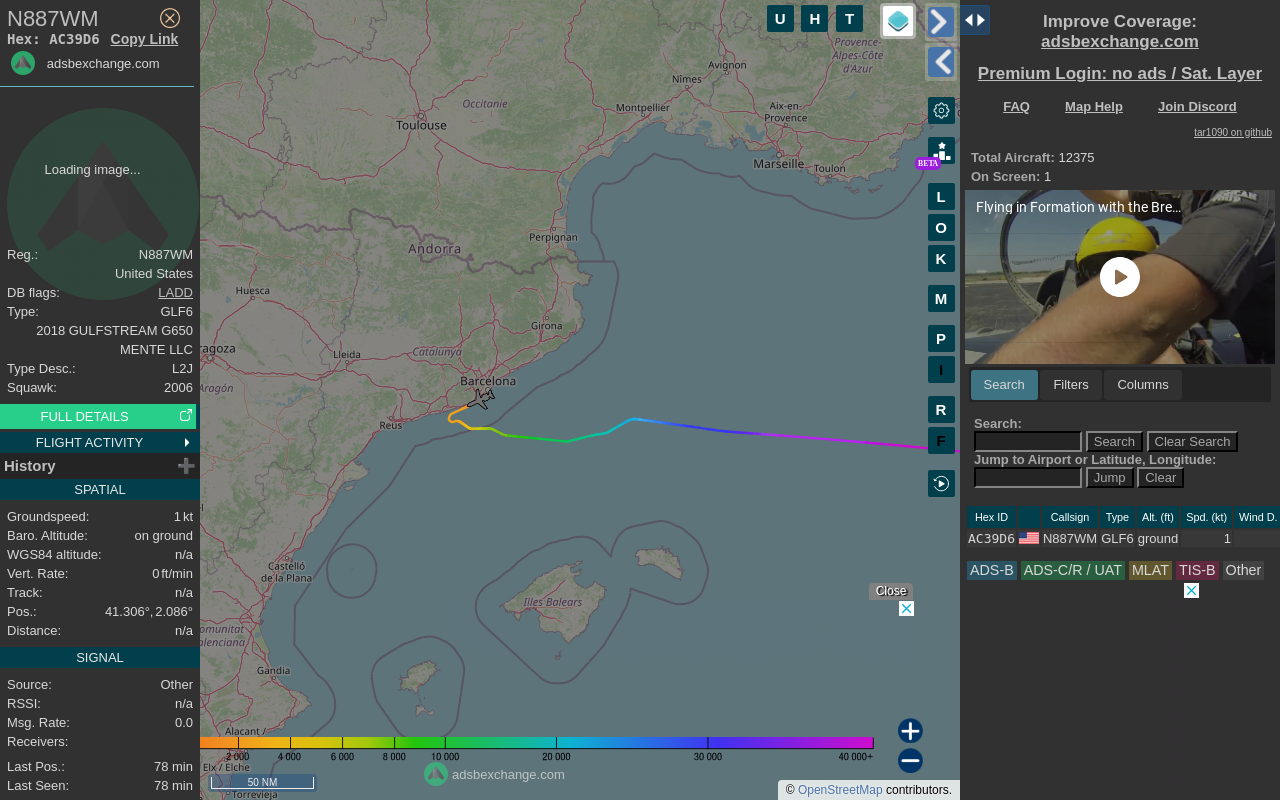 N887WM
Hex: AC39D6 Copy Link
adsbexchange.com
Loading image...
Reg.: N887WM
United States
DB flags: LADD
Type: GLF6
2018 GULFSTREAM G650
MENTE LLC
Type Desc.: L2J
Squawk: 2006
FULL DETAILS
FLIGHT ACTIVITY
History
SPATIAL
Groundspeed: 1 kt
Baro. Altitude: on ground
WGS84 altitude: n/a
Vert. Rate: 0 ft/min
Track: n/a
Pos.: 41.306°, 2.086°
Distance: n/a
SIGNAL
Source: Other
RSSI: n/a
Msg. Rate: 0.0
Receivers:
Last Pos.: 78 min
Last Seen: 78 min
U H T
Provence-
Alpes-Côte
d'Azur
Avignon
Nîmes
Occitanie
Montpellier
Aix-en-
Provence
Toulouse
Marseille
Toulon
BETA
L
O
K
M
P
I
R
F
Perpignan
Andorra
Huesca
Girona
Lleida
Catalunya
ragoza
Barcelona
Aragón
Reus
Castelló
de la Plana
Illes Balears
omunitat
alenciana
Gandia
Alacant /
Elx / Elche
Torrevieja
Close
2 000 4 000 6 000 8 000 10 000 20 000 30 000 40 000+
50 NM
adsbexchange.com
© OpenStreetMap contributors.
Improve Coverage:
adsbexchange.com
Premium Login: no ads / Sat. Layer
FAQ Map Help Join Discord
tar1090 on github
Total Aircraft: 12375
On Screen: 1
Flying in Formation with the Bre...
Search Filters Columns
Search:
Search Clear Search
Jump to Airport or Latitude, Longitude:
Jump Clear
Hex ID Callsign Type Alt. (ft) Spd. (kt) Wind D.
AC39D6 N887WM GLF6 ground 1
ADS-B ADS-C/R / UAT MLAT TIS-B Other